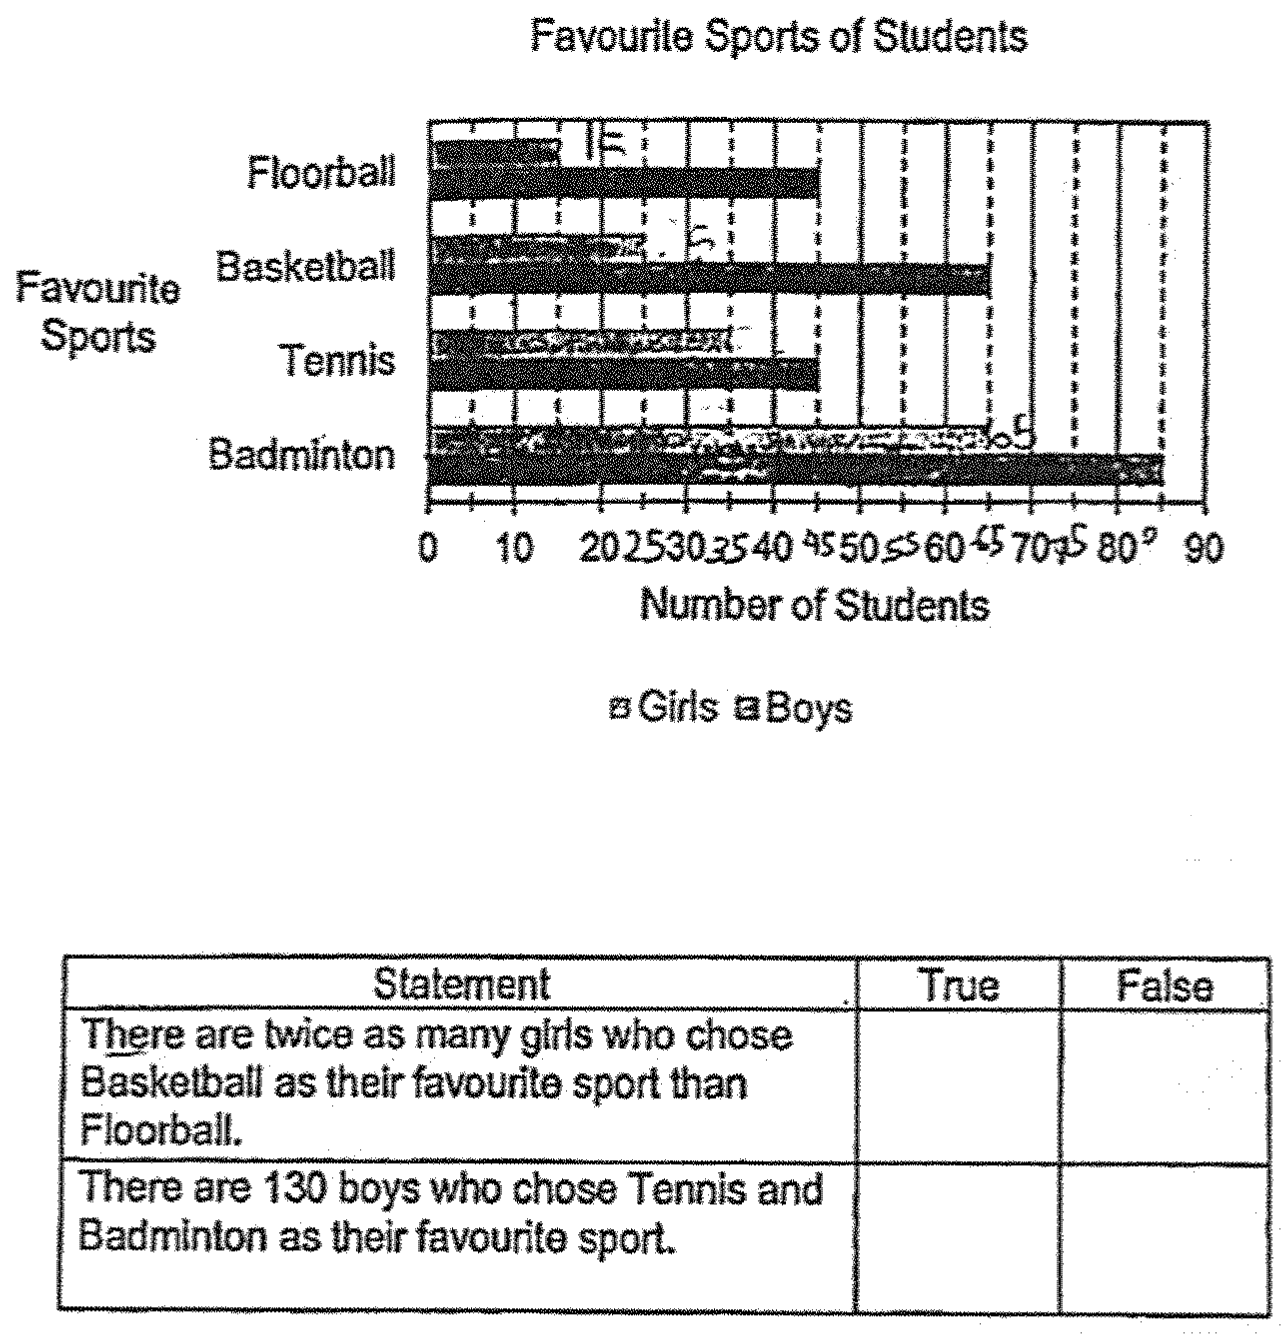 Favourite Sports of Students
Floorball
15
Basketball
Favourite
Sports
Tennis
Badminton
0 10 20 25 30 35 40 45 50 55 60 65 70 75 80 90
Number of Students
Girls Boys
Statement True False
There are twice as many girls who chose
Basketball as their favourite sport than
Floorball.
There are 130 boys who chose Tennis and
Badminton as their favourite sport.